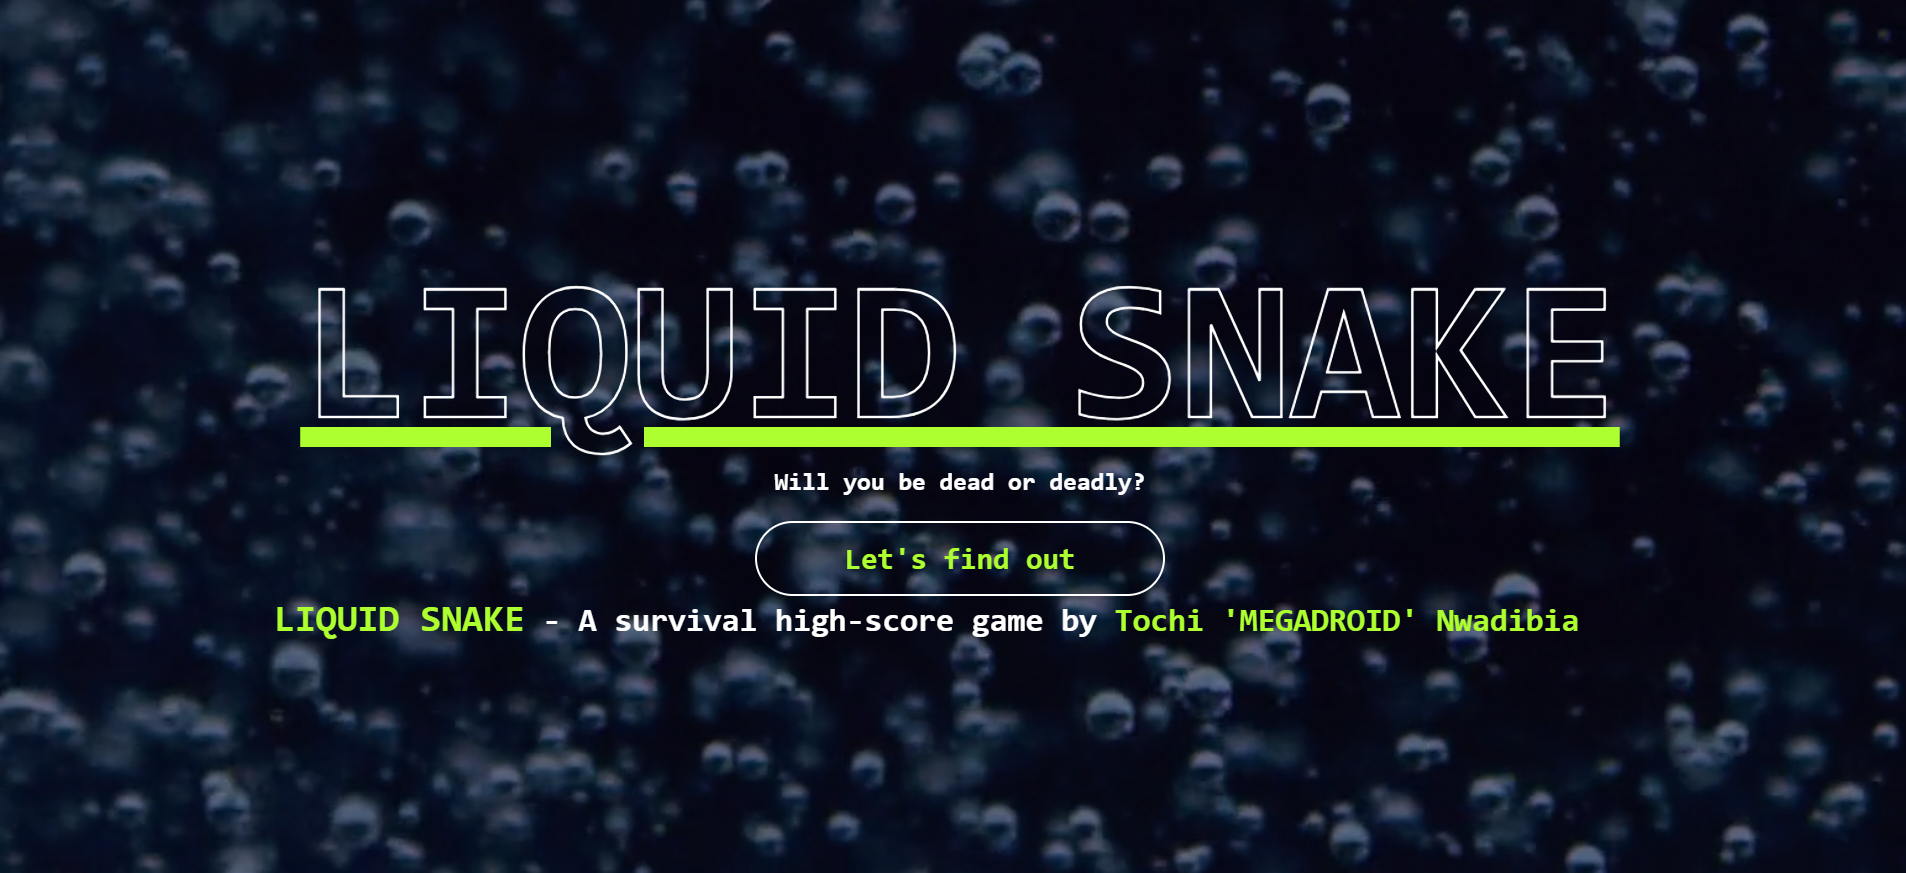 LIQUID SNAKE
Will you be dead or deadly?
Let's find out
LIQUID SNAKE - A survival high-score game by Tochi 'MEGADROID' Nwadibia